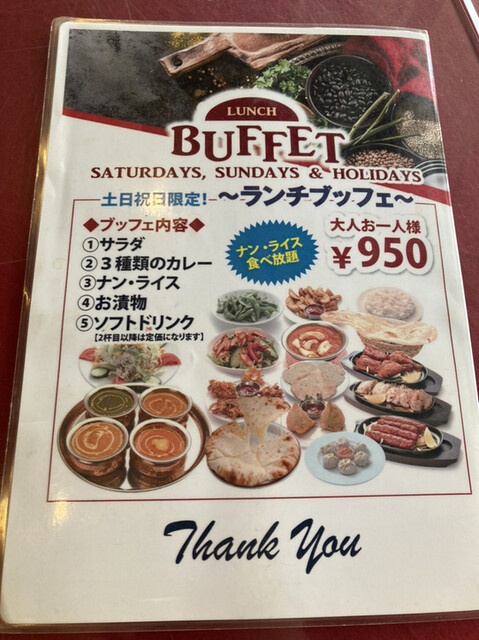 LUNCH
BUFFET
SATURDAYS, SUNDAYS & HOLIDAYS
土日祝日限定! ～ランチブッフェ～
◆ブッフェ内容◆
①サラダ
②3種類のカレー
③ナン・ライス
④お漬物
⑤ソフトドリンク
【2杯目以降は定価になります】
ナン・ライス
食べ放題
大人お一人様
¥950
Thank You